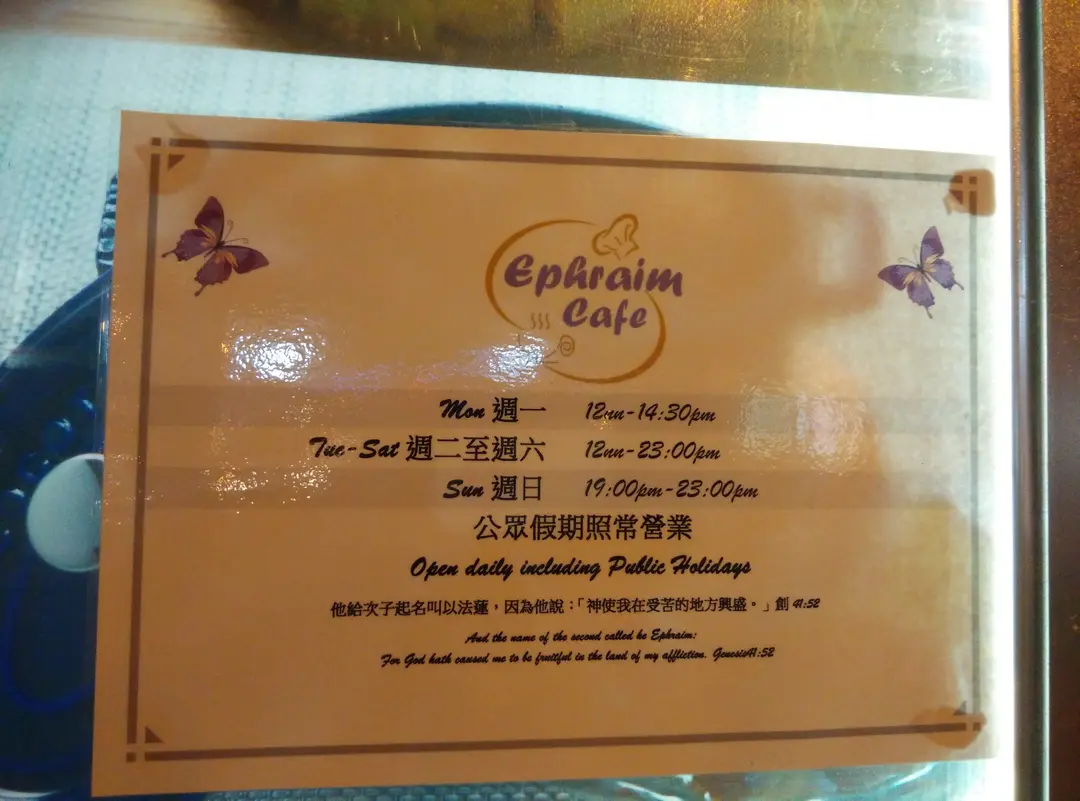 Ephraim
Cafe
Mon 週一 12nn-14:30pm
Tue-Sat 週二至週六 12nn-23:00pm
Sun 週日 19:00pm-23:00pm
公眾假期照常營業
Open daily including Public Holidays
他給次子起名叫以法蓮，因為他說：「神使我在受苦的地方興盛。」創 41:52
And the name of the second called he Ephraim:
For God hath caused me to be fruitful in the land of my affliction. Genesis41:52